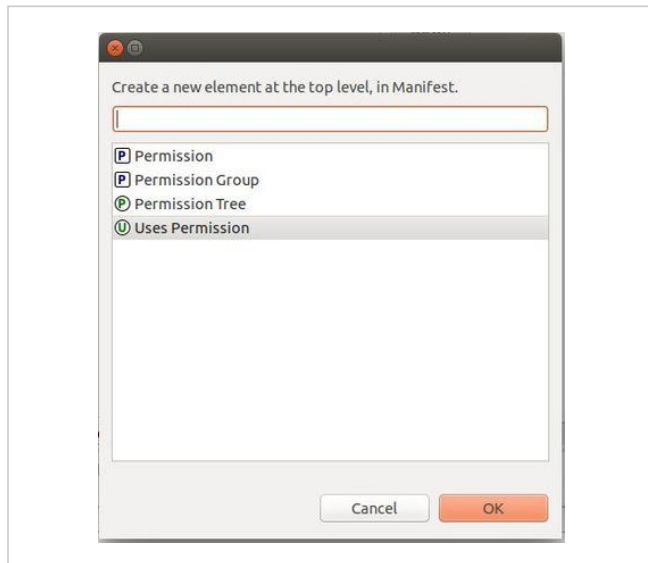 Create a new element at the top level, in Manifest.
P Permission
P Permission Group
P Permission Tree
U Uses Permission
Cancel OK